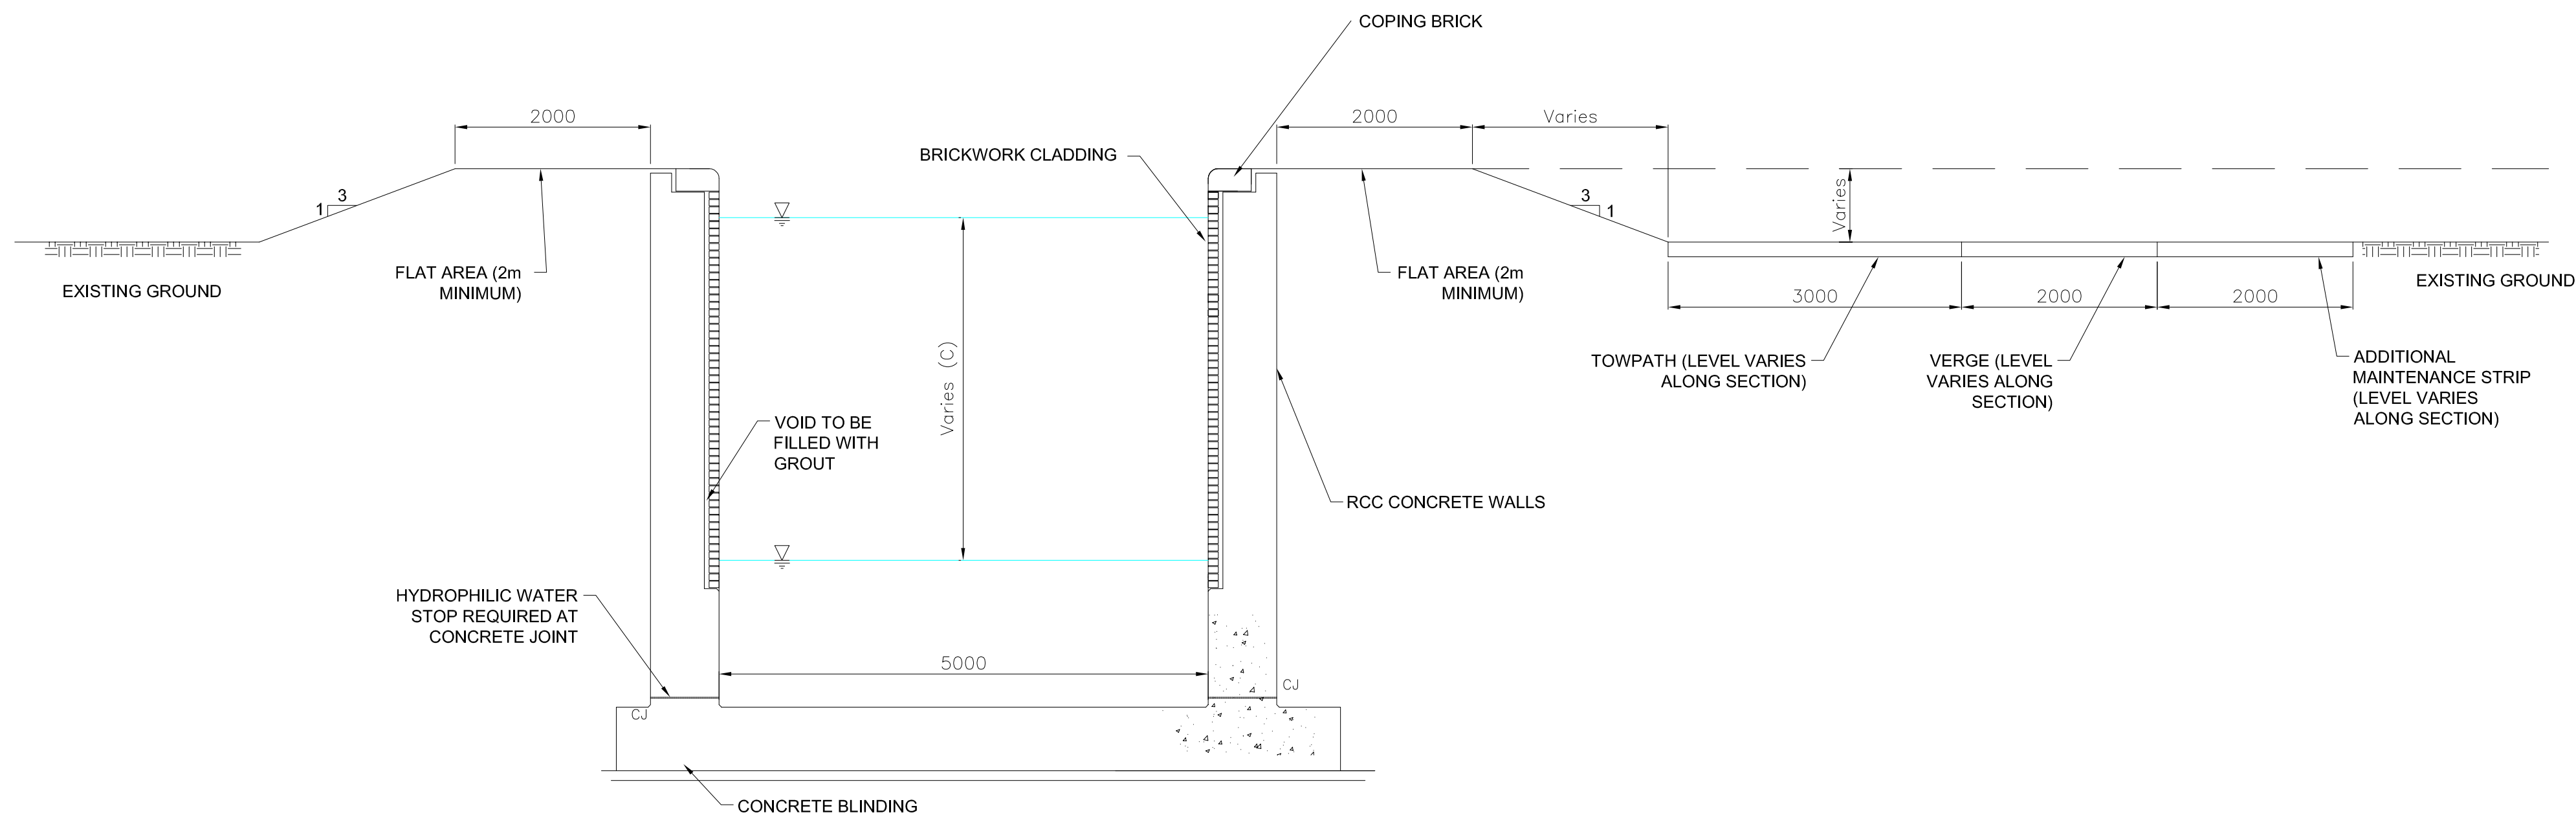 COPING BRICK
2000
2000
Varies
BRICKWORK CLADDING
3
1
3
1
Varies
EXISTING GROUND
FLAT AREA (2m
MINIMUM)
FLAT AREA (2m
MINIMUM)
EXISTING GROUND
3000
2000
2000
Varies (C)
TOWPATH (LEVEL VARIES
ALONG SECTION)
VERGE (LEVEL
VARIES ALONG
SECTION)
ADDITIONAL
MAINTENANCE STRIP
(LEVEL VARIES
ALONG SECTION)
VOID TO BE
FILLED WITH
GROUT
RCC CONCRETE WALLS
HYDROPHILIC WATER
STOP REQUIRED AT
CONCRETE JOINT
5000
CJ
CJ
CONCRETE BLINDING